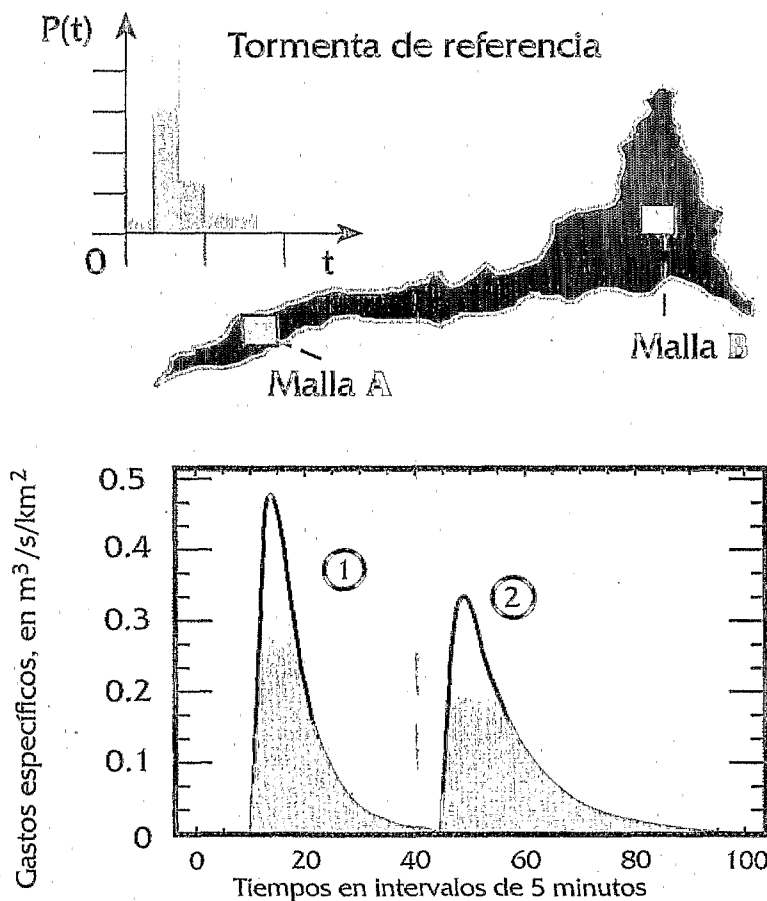 P(t)
Tormenta de referencia
0
t
Malla A
Malla B
Gastos específicos, en m³/s/km²
0.5
0.4
0.3
0.2
0.1
0
1
2
0 20 40 60 80 100
Tiempos en intervalos de 5 minutos